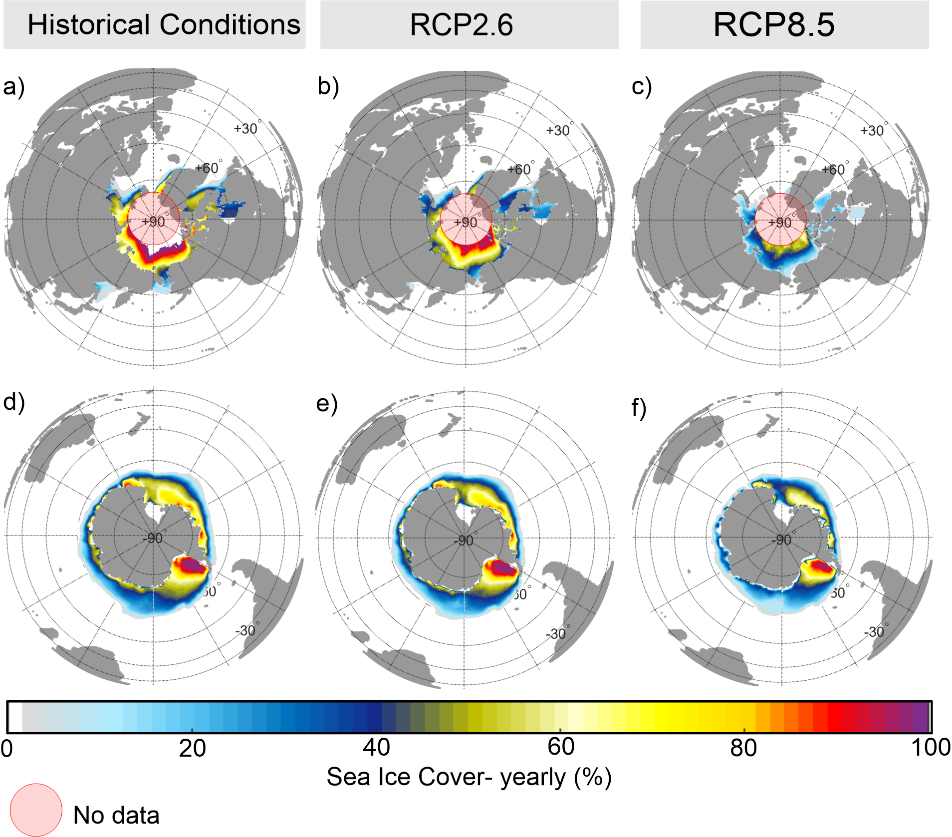 Historical Conditions RCP2.6 RCP8.5
a) b) c)
+30° +30° +30°
+60° +60° +60°
+90° +90° +90°
d) e) f)
-90 -90 -90
-30° -30° -30°
0 20 40 60 80 100
Sea Ice Cover- yearly (%)
No data